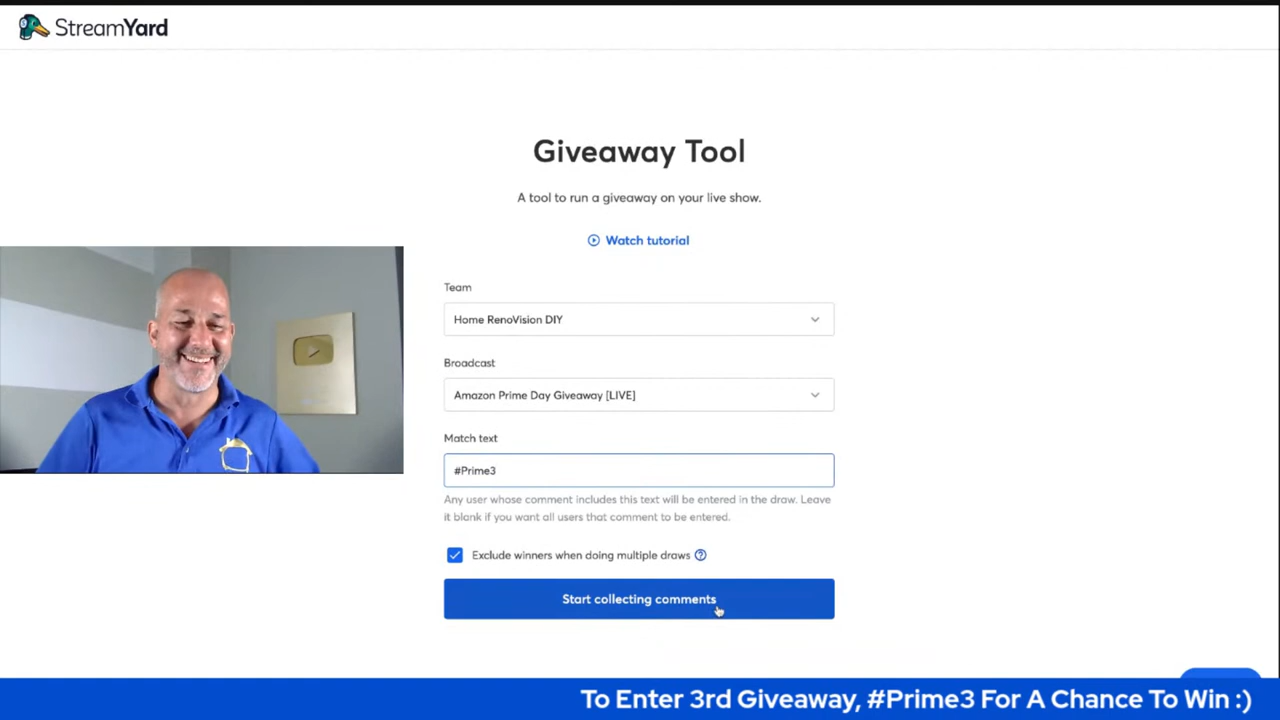 StreamYard
Giveaway Tool
A tool to run a giveaway on your live show.
Watch tutorial
Team
Home RenoVision DIY
Broadcast
Amazon Prime Day Giveaway [LIVE]
Match text
#Prime3
Any user whose comment includes this text will be entered in the draw. Leave
it blank if you want all users that comment to be entered.
Exclude winners when doing multiple draws
Start collecting comments
To Enter 3rd Giveaway, #Prime3 For A Chance To Win :)